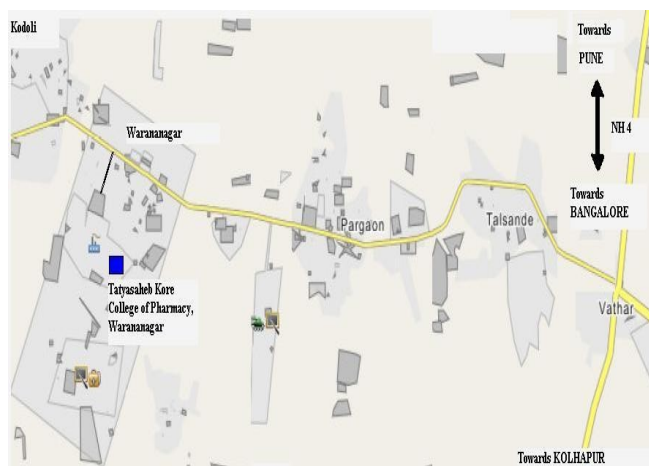 Kodoli
Towards
PUNE
NH 4
Towards
BANGALORE
Warananagar
Pargaon
Talsande
Tatyasaheb Kore
College of Pharmacy,
Warananagar
Vathar
Towards KOLHAPUR